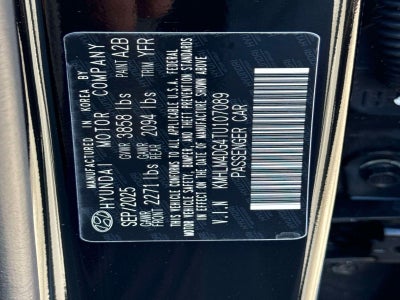 MANUFACTURED IN KOREA BY
HYUNDAI MOTOR COMPANY
SEP/2025 GVWR 3858 lbs PAINT A2B
GAWR FRONT 2271 lbs GAWR REAR 2094 lbs TRIM YFR
THIS VEHICLE CONFORMS TO ALL APPLICABLE U.S.A. FEDERAL
MOTOR VEHICLE SAFETY, BUMPER, AND THEFT PREVENTION STANDARDS
IN EFFECT ON THE DATE OF MANUFACTURE SHOWN ABOVE.
V.I.N KMHLM4DG4TU107089
PASSENGER CAR